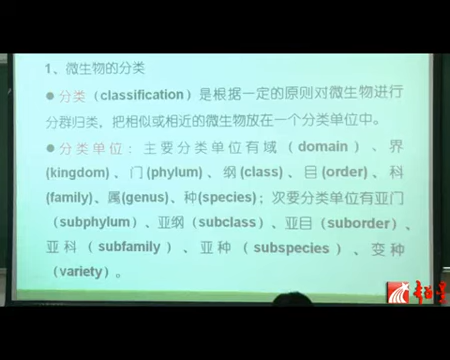 1、微生物的分类
●分类（classification）是根据一定的原则对微生物进行
分群归类，把相似或相近的微生物放在一个分类单位中。
●分类单位：主要分类单位有域（domain）、界
(kingdom)、门(phylum)、纲(class)、目(order)、科
(family)、属(genus)、种(species)；次要分类单位有亚门
（subphylum）、亚纲（subclass）、亚目（suborder）、
亚科（subfamily）、亚种（subspecies）、变种
（variety）。